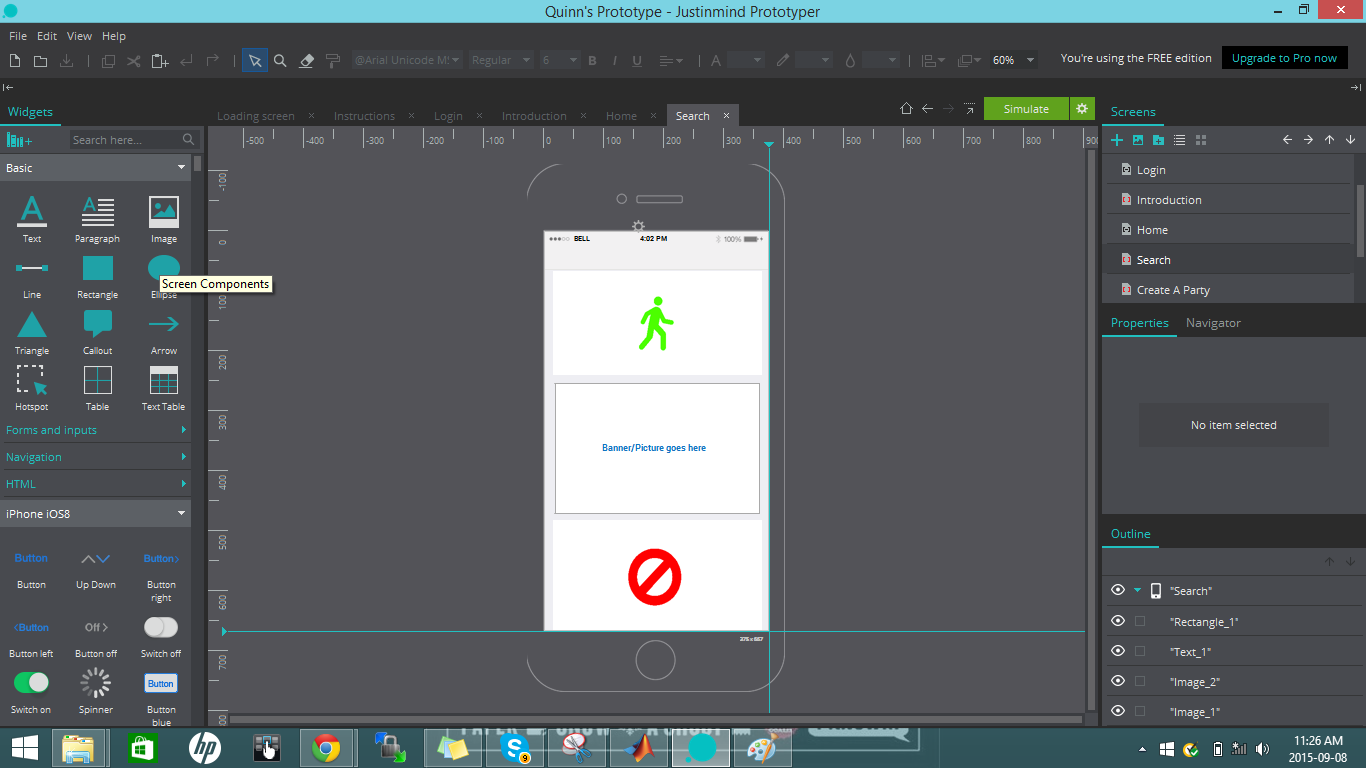 Quinn's Prototype - Justinmind Prototyper
File Edit View Help
@Arial Unicode M! Regular 6 B I U A 60% You're using the FREE edition Upgrade to Pro now
Widgets
Loading screen × Instructions × Login × Introduction × Home × Search ×
Simulate
Screens
Search here...
-500 -400 -300 -200 -100 0 100 200 300 400 500 600 700 800 900
Basic
Text Paragraph Image
Line Rectangle Ellipse
Screen Components
Triangle Callout Arrow
Hotspot Table Text Table
Forms and inputs
Navigation
HTML
iPhone iOS8
Button Button>
Button Up Down Button right
<Button Off >
Button left Button off Switch off
Button
Switch on Spinner Button blue
-100
0
100
200
300
400
500
600
700
BELL 4:02 PM 100%
Banner/Picture goes here
375 x 667
Login
Introduction
Home
Search
Create A Party
Properties Navigator
No item selected
Outline
"Search"
"Rectangle_1"
"Text_1"
"Image_2"
"Image_1"
hp
S 9
11:26 AM
2015-09-08